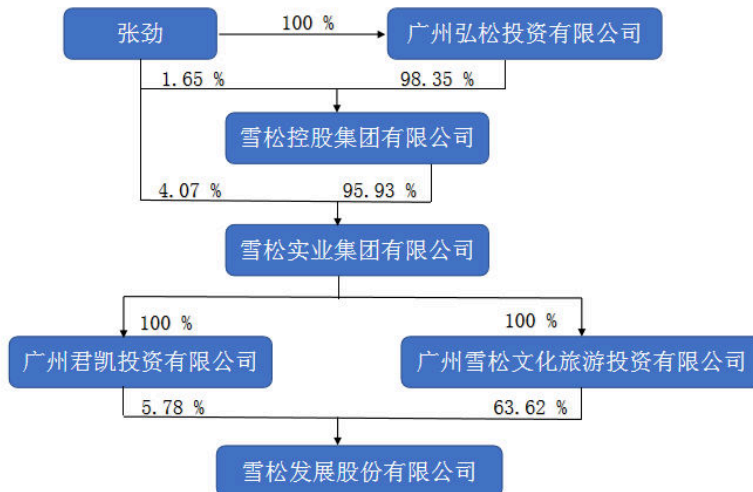 张劲
100 %
广州弘松投资有限公司
1.65 %
98.35 %
雪松控股集团有限公司
4.07 %
95.93 %
雪松实业集团有限公司
100 %
100 %
广州君凯投资有限公司
广州雪松文化旅游投资有限公司
5.78 %
63.62 %
雪松发展股份有限公司